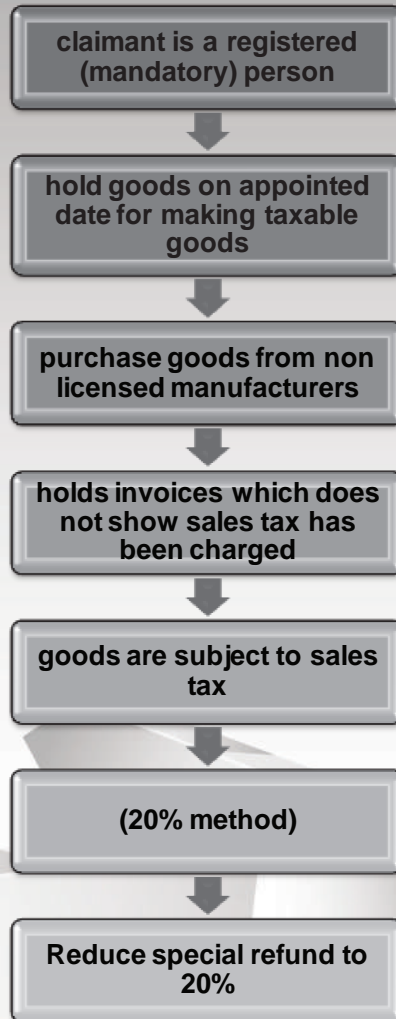 claimant is a registered
(mandatory) person
hold goods on appointed
date for making taxable
goods
purchase goods from non
licensed manufacturers
holds invoices which does
not show sales tax has
been charged
goods are subject to sales
tax
(20% method)
Reduce special refund to
20%